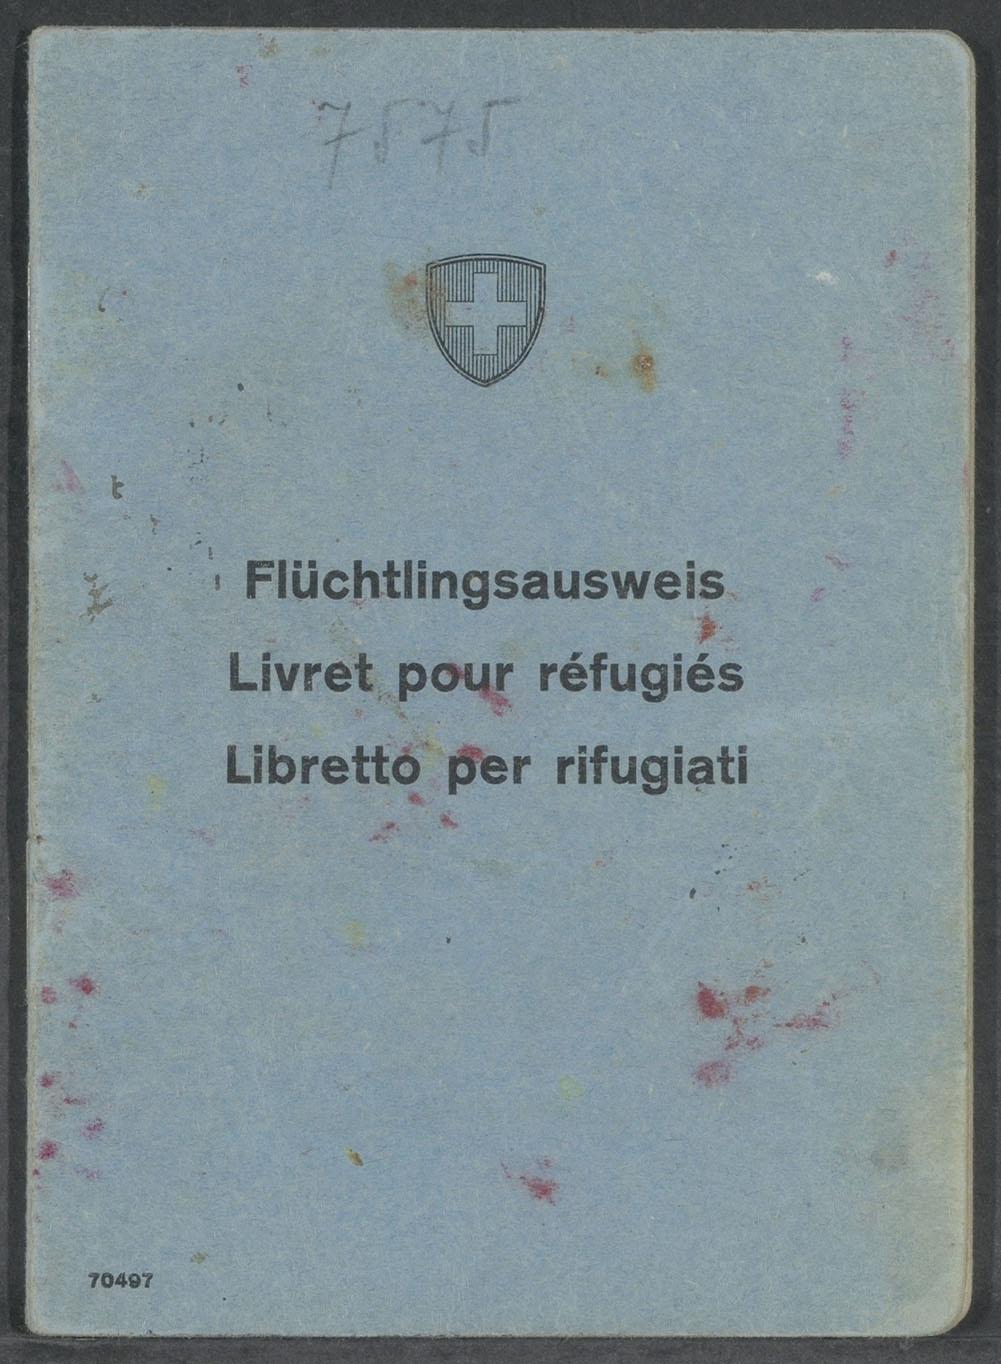 7575
Flüchtlingsausweis
Livret pour réfugiés
Libretto per rifugiati
70497